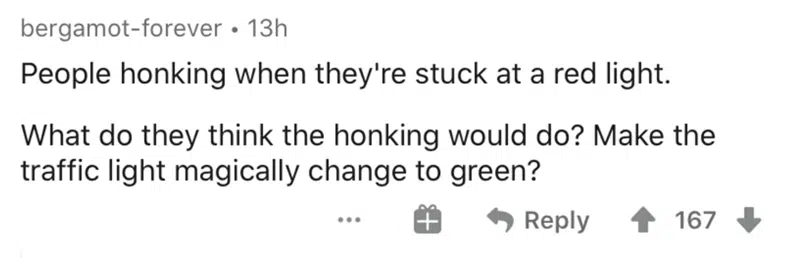 bergamot-forever • 13h
People honking when they're stuck at a red light.
What do they think the honking would do? Make the
traffic light magically change to green?
... Reply 167